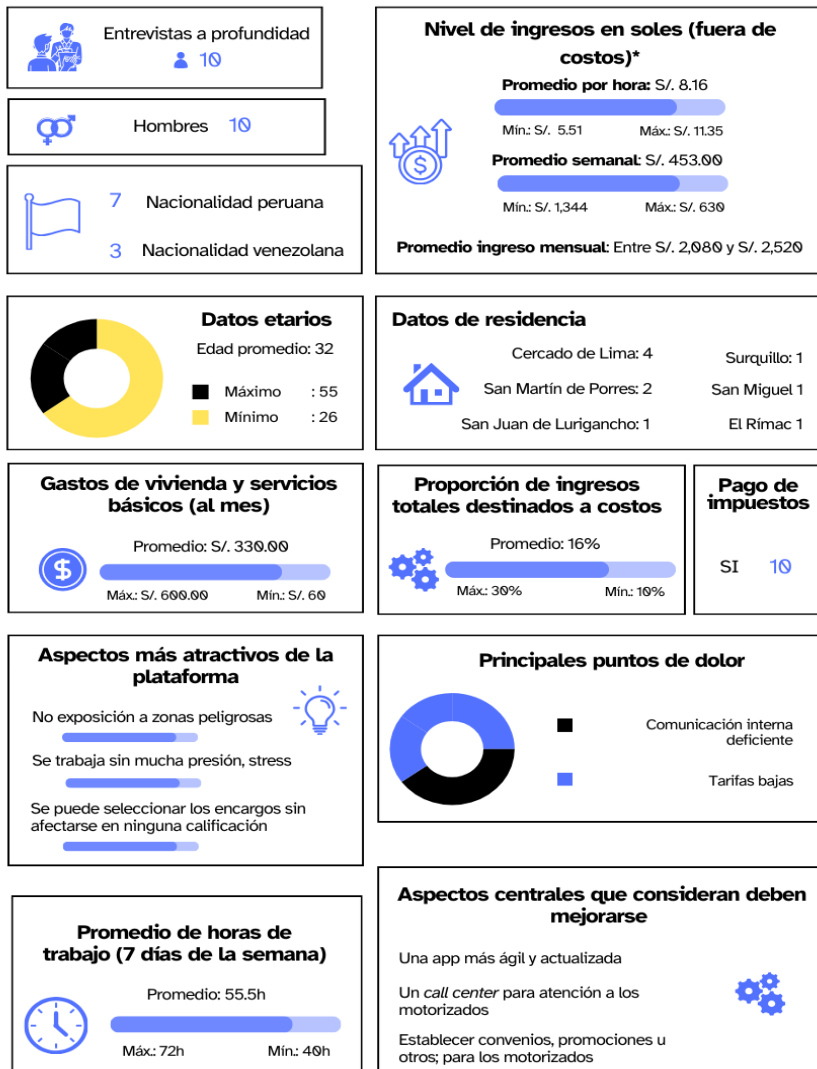 Entrevistas a profundidad
10
Hombres 10
7 Nacionalidad peruana
3 Nacionalidad venezolana
Nivel de ingresos en soles (fuera de
costos)*
Promedio por hora: S/. 8.16
Mín.: S/. 5.51 Máx.: S/. 11.35
Promedio semanal: S/. 453.00
Mín.: S/. 1,344 Máx.: S/. 630
Promedio ingreso mensual: Entre S/. 2,080 y S/. 2,520
Datos etarios
Edad promedio: 32
Máximo : 55
Mínimo : 26
Datos de residencia
Cercado de Lima: 4
San Martín de Porres: 2
San Juan de Lurigancho: 1
Surquillo: 1
San Miguel 1
El Rímac 1
Gastos de vivienda y servicios
básicos (al mes)
Promedio: S/. 330.00
Máx.: S/. 600.00 Mín.: S/. 60
Proporción de ingresos
totales destinados a costos
Promedio: 16%
Máx.: 30% Mín.: 10%
Pago de
impuestos
SI 10
Aspectos más atractivos de la
plataforma
No exposición a zonas peligrosas
Se trabaja sin mucha presión, stress
Se puede seleccionar los encargos sin
afectarse en ninguna calificación
Principales puntos de dolor
Comunicación interna
deficiente
Tarifas bajas
Promedio de horas de
trabajo (7 días de la semana)
Promedio: 55.5h
Máx.: 72h Mín.: 40h
Aspectos centrales que consideran deben
mejorarse
Una app más ágil y actualizada
Un call center para atención a los
motorizados
Establecer convenios, promociones u
otros; para los motorizados